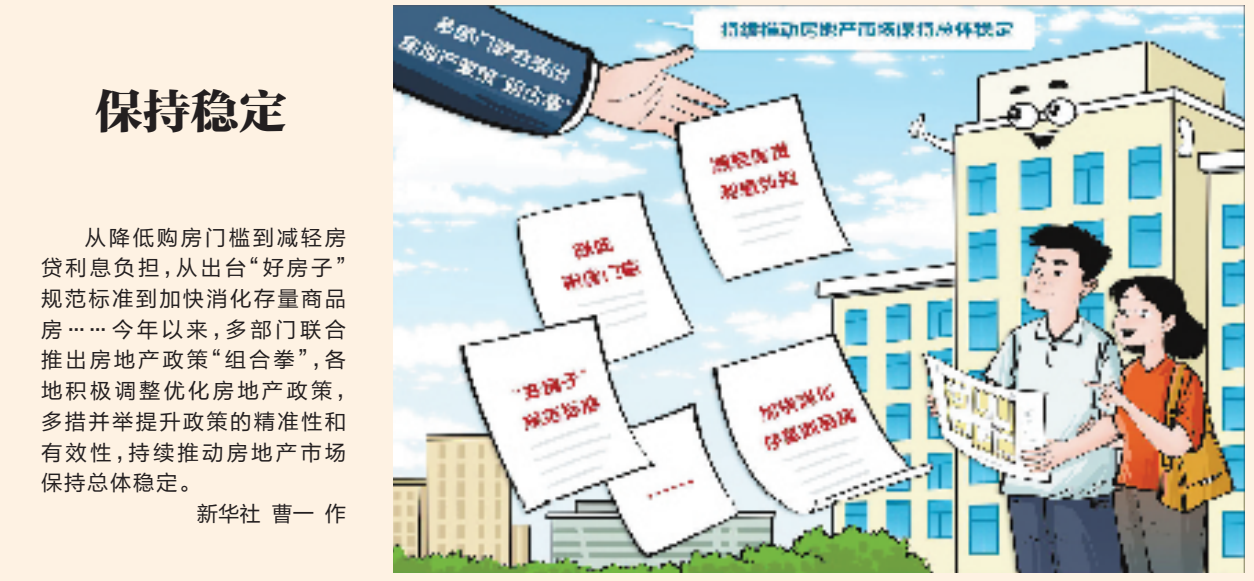 保持稳定
从降低购房门槛到减轻房
贷利息负担,从出台“好房子”
规范标准到加快消化存量商品
房……今年以来,多部门联合
推出房地产政策“组合拳”,各
地积极调整优化房地产政策,
多措并举提升政策的精准性和
有效性,持续推动房地产市场
保持总体稳定。
新华社 曹一 作
多部门联合推出
房地产政策“组合拳”
持续推动房地产市场保持总体稳定
减轻房贷
利息负担
降低
购房门槛
“好房子”
规范标准
加快消化
存量商品房
……